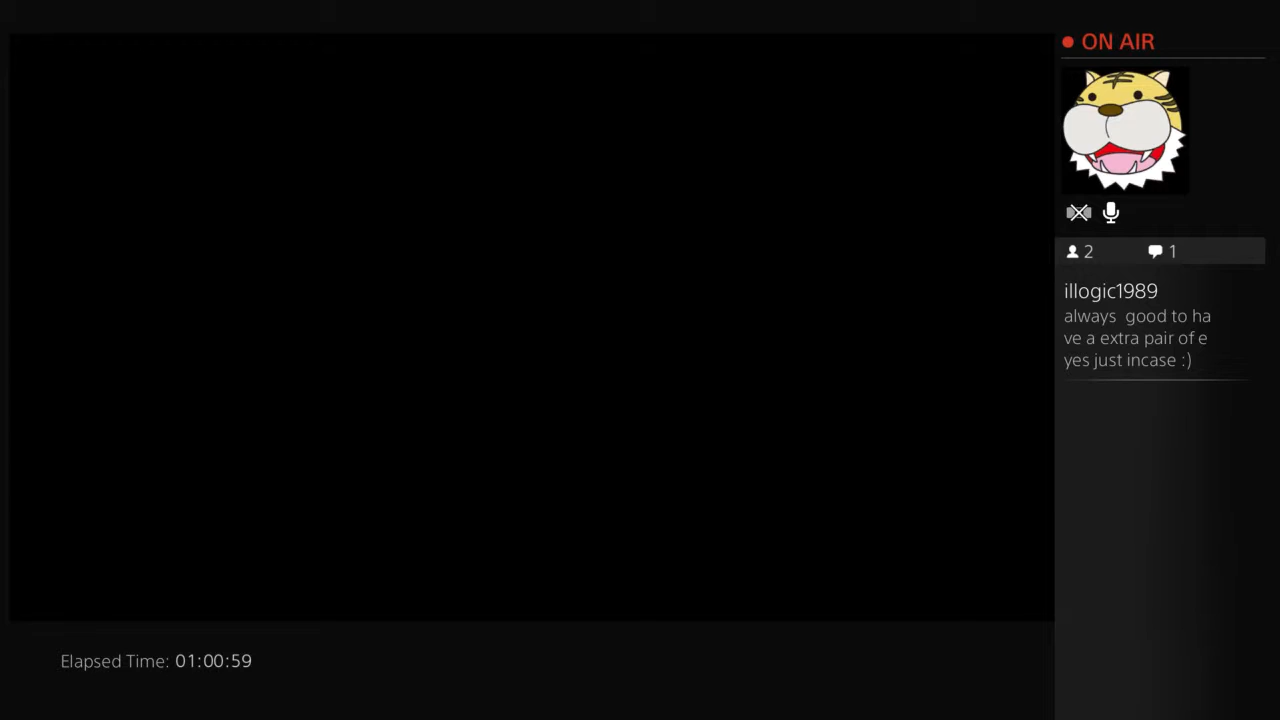 ON AIR
2 1
illogic1989
always  good to ha
ve a extra pair of e
yes just incase :)
Elapsed Time: 01:00:59